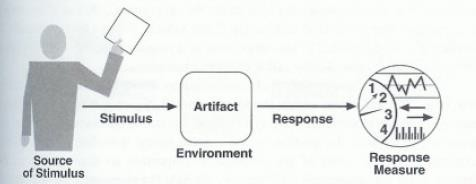 Source
of Stimulus
Stimulus
Artifact
Environment
Response
1
2
3
4
Response
Measure